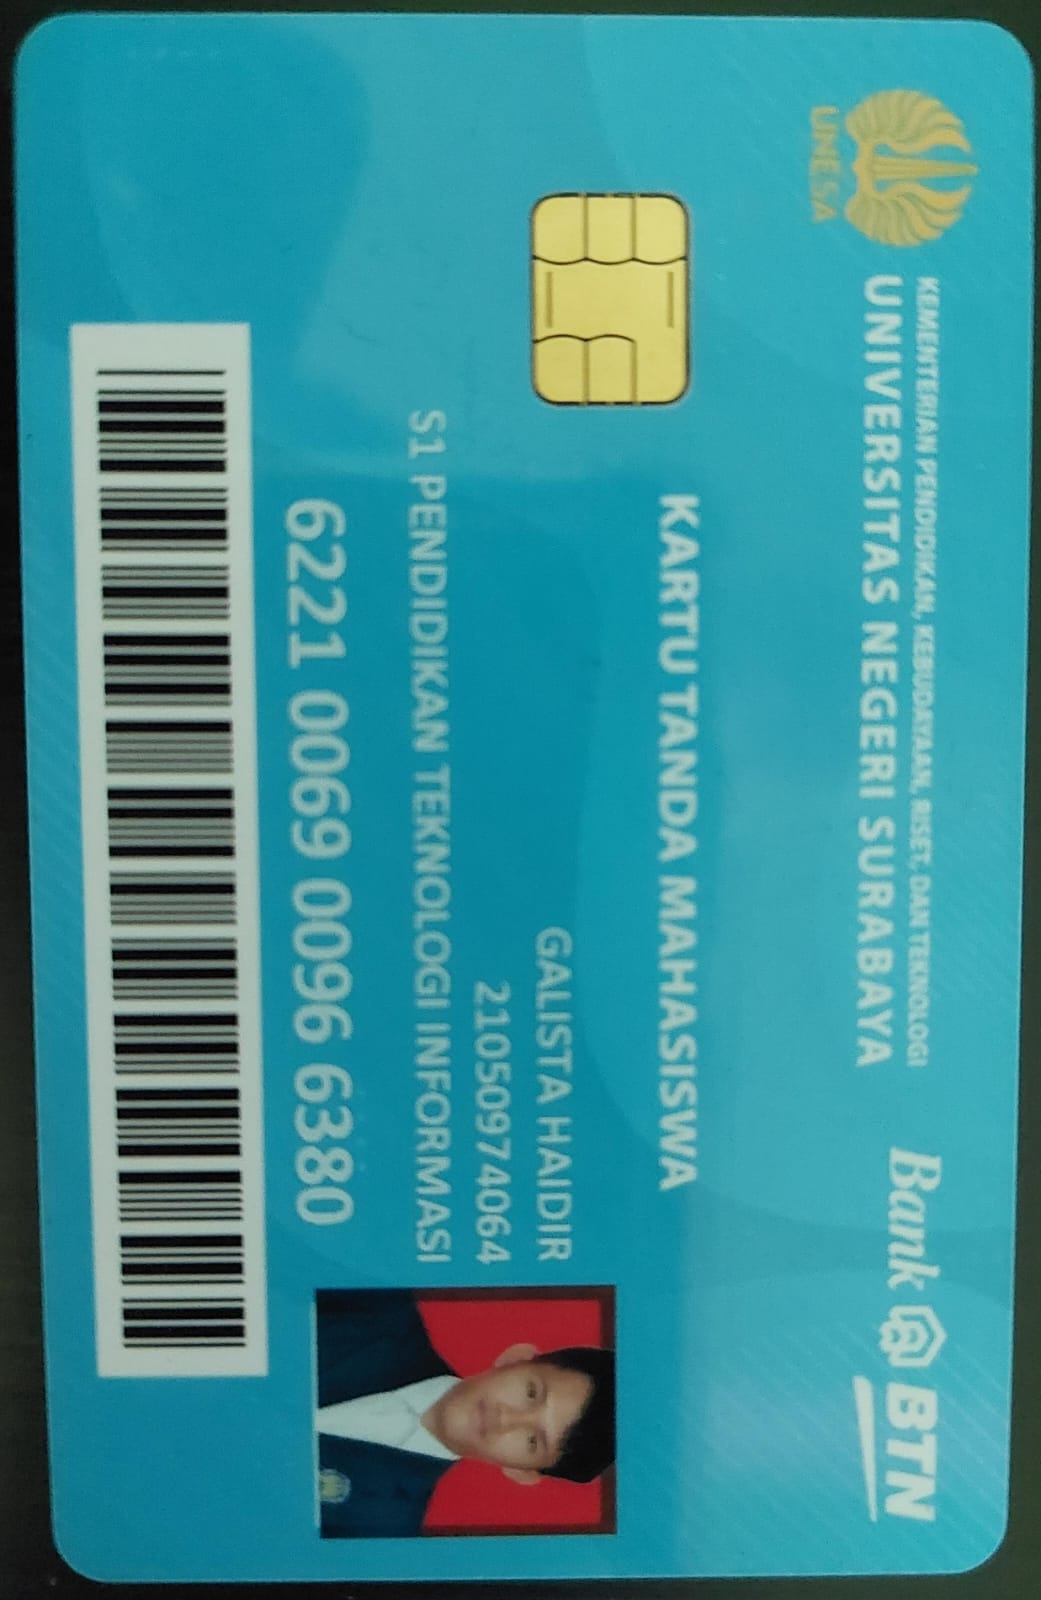 UNESA
KEMENTERIAN PENDIDIKAN, KEBUDAYAAN, RISET, DAN TEKNOLOGI
UNIVERSITAS NEGERI SURABAYA
Bank BTN
KARTU TANDA MAHASISWA
GALISTA HAIDIR
21050974064
S1 PENDIDIKAN TEKNOLOGI INFORMASI
6221 0069 0096 6380